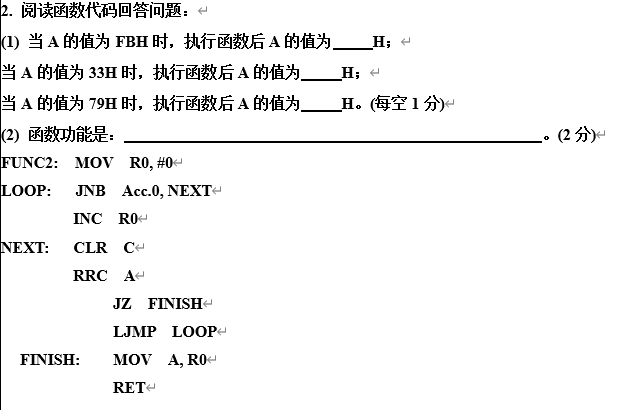 2. 阅读函数代码回答问题：
(1) 当 A 的值为 FBH 时，执行函数后 A 的值为_____H；
当 A 的值为 33H 时，执行函数后 A 的值为_____H；
当 A 的值为 79H 时，执行函数后 A 的值为_____H。(每空 1 分)
(2) 函数功能是：____________________________________________________。(2 分)
FUNC2: MOV R0, #0
LOOP: JNB Acc.0, NEXT
INC R0
NEXT: CLR C
RRC A
JZ FINISH
LJMP LOOP
FINISH: MOV A, R0
RET